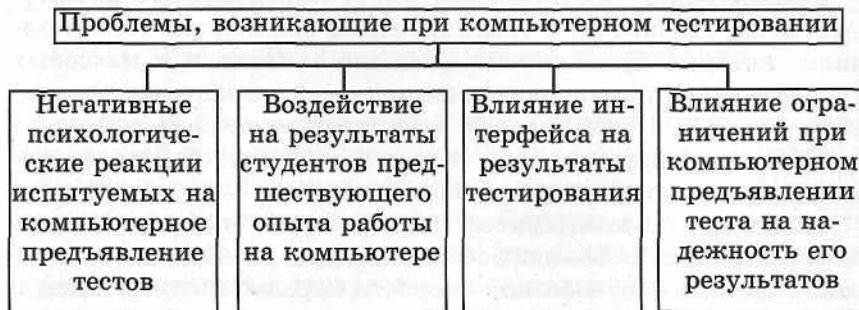 Проблемы, возникающие при компьютерном тестировании
Негативные
психологиче-
ские реакции
испытуемых на
компьютерное
предъявление
тестов
Воздействие
на результаты
студентов пред-
шествующего
опыта работы
на компьютере
Влияние ин-
терфейса на
результаты
тестирования
Влияние огра-
ничений при
компьютерном
предъявлении
теста на на-
дежность его
результатов